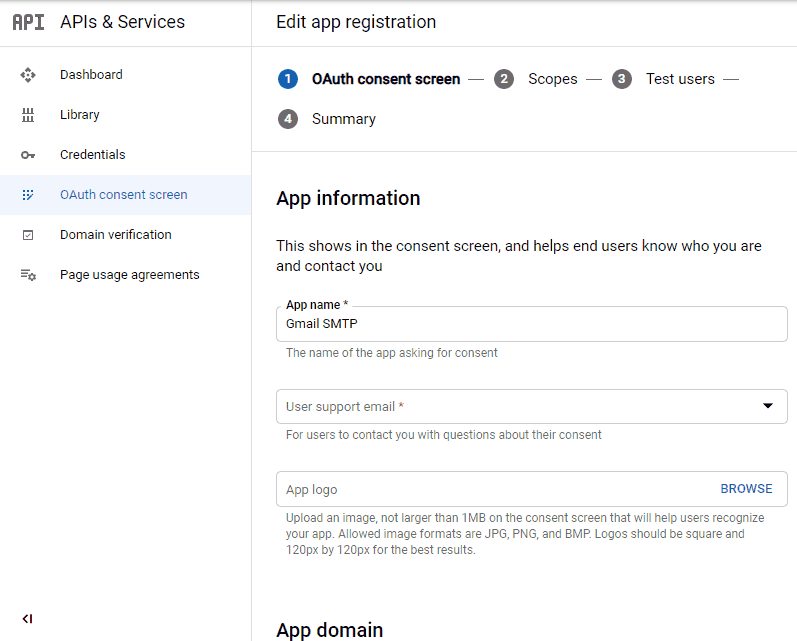 API APIs & Services
Edit app registration
Dashboard
Library
Credentials
OAuth consent screen
Domain verification
Page usage agreements
1 OAuth consent screen — 2 Scopes — 3 Test users —
4 Summary
App information
This shows in the consent screen, and helps end users know who you are
and contact you
App name *
Gmail SMTP
The name of the app asking for consent
User support email *
For users to contact you with questions about their consent
App logo BROWSE
Upload an image, not larger than 1MB on the consent screen that will help users recognize
your app. Allowed image formats are JPG, PNG, and BMP. Logos should be square and
120px by 120px for the best results.
App domain